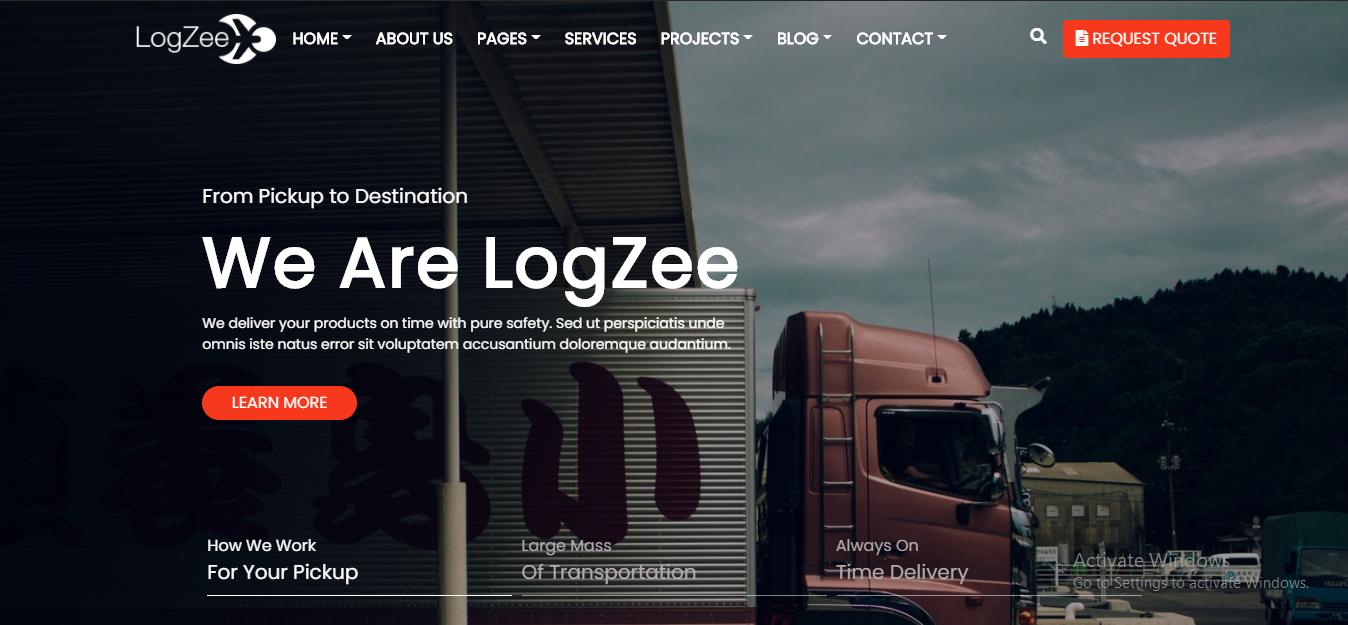 LogZee
HOME ABOUT US PAGES SERVICES PROJECTS BLOG CONTACT
REQUEST QUOTE
From Pickup to Destination
We Are LogZee
We deliver your products on time with pure safety. Sed ut perspiciatis unde
omnis iste natus error sit voluptatem accusantium doloremque audantium.
LEARN MORE
小
How We Work
For Your Pickup
Large Mass
Of Transportation
Always On
Time Delivery
Activate Windows
Go to Settings to activate Windows.
ISUZU